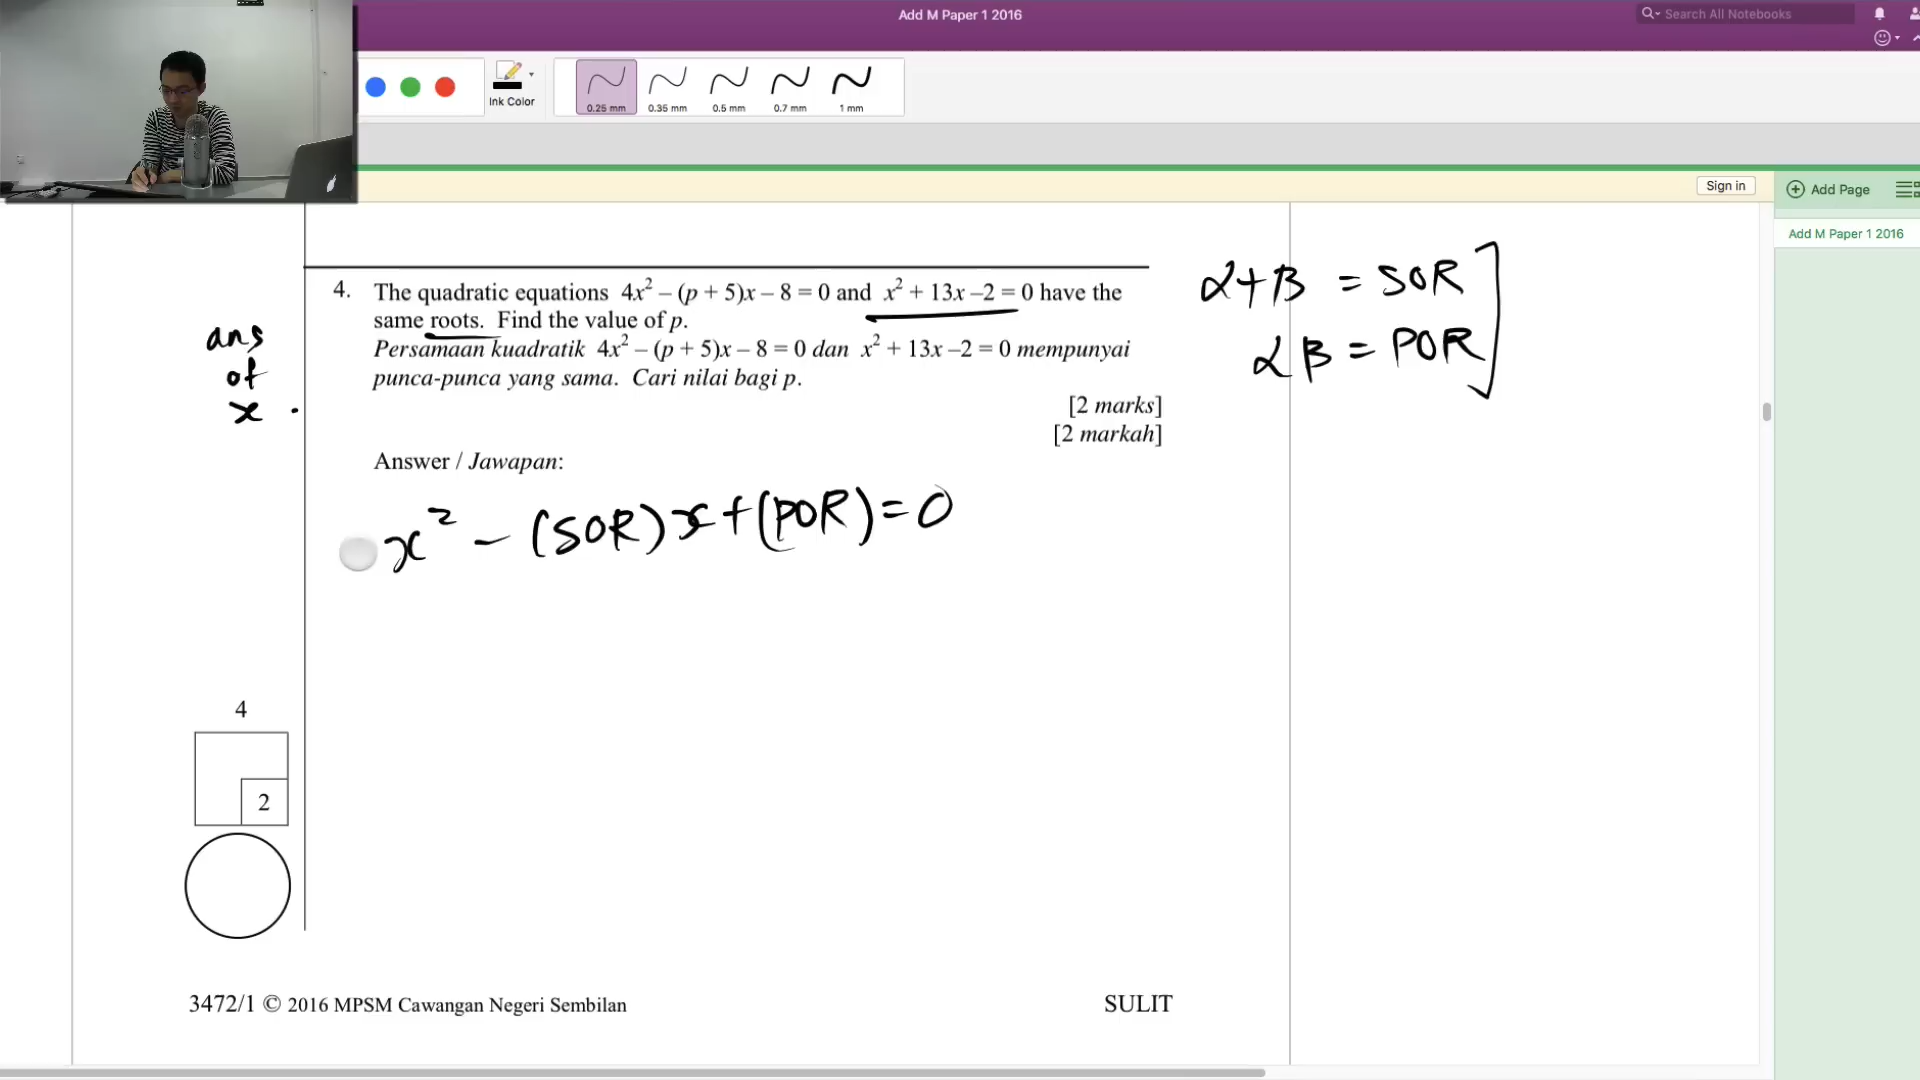 Add M Paper 1 2016
Search All Notebooks
Ink Color
0.25 mm
0.35 mm
0.5 mm
0.7 mm
1 mm
Sign in
Add Page
Add M Paper 1 2016
4. The quadratic equations 4x² – (p + 5)x – 8 = 0 and x² + 13x –2 = 0 have the
same roots. Find the value of p.
Persamaan kuadratik 4x² – (p + 5)x – 8 = 0 dan x² + 13x –2 = 0 mempunyai
punca-punca yang sama. Cari nilai bagi p.
[2 marks]
[2 markah]
Answer / Jawapan:
ans
of
x .
α+β = SOR
αβ = POR
x² – (SOR)x+(POR)=0
4
2
3472/1 © 2016 MPSM Cawangan Negeri Sembilan
SULIT